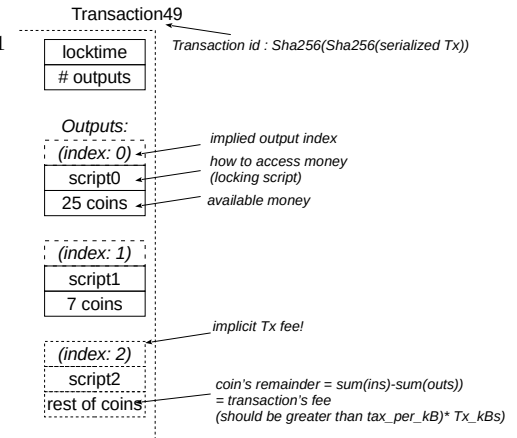 Transaction49
1
Transaction id : Sha256(Sha256(serialized Tx))
locktime
# outputs
Outputs:
(index: 0)
implied output index
script0
how to access money
(locking script)
25 coins
available money
(index: 1)
script1
7 coins
implicit Tx fee!
(index: 2)
script2
rest of coins
coin's remainder = sum(ins)-sum(outs))
= transaction's fee
(should be greater than tax_per_kB)* Tx_kBs)